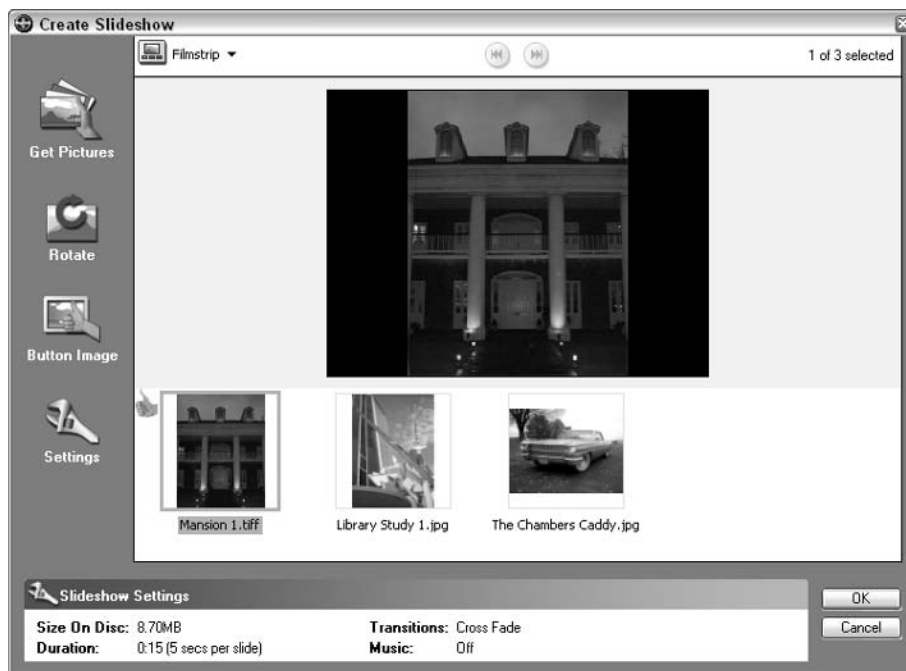 Create Slideshow
Filmstrip
1 of 3 selected
Get Pictures
Rotate
Button Image
Settings
Mansion 1.tiff
Library Study 1.jpg
The Chambers Caddy.jpg
Slideshow Settings
Size On Disc: 8.70MB
Transitions: Cross Fade
Duration: 0:15 (5 secs per slide)
Music: Off
OK
Cancel